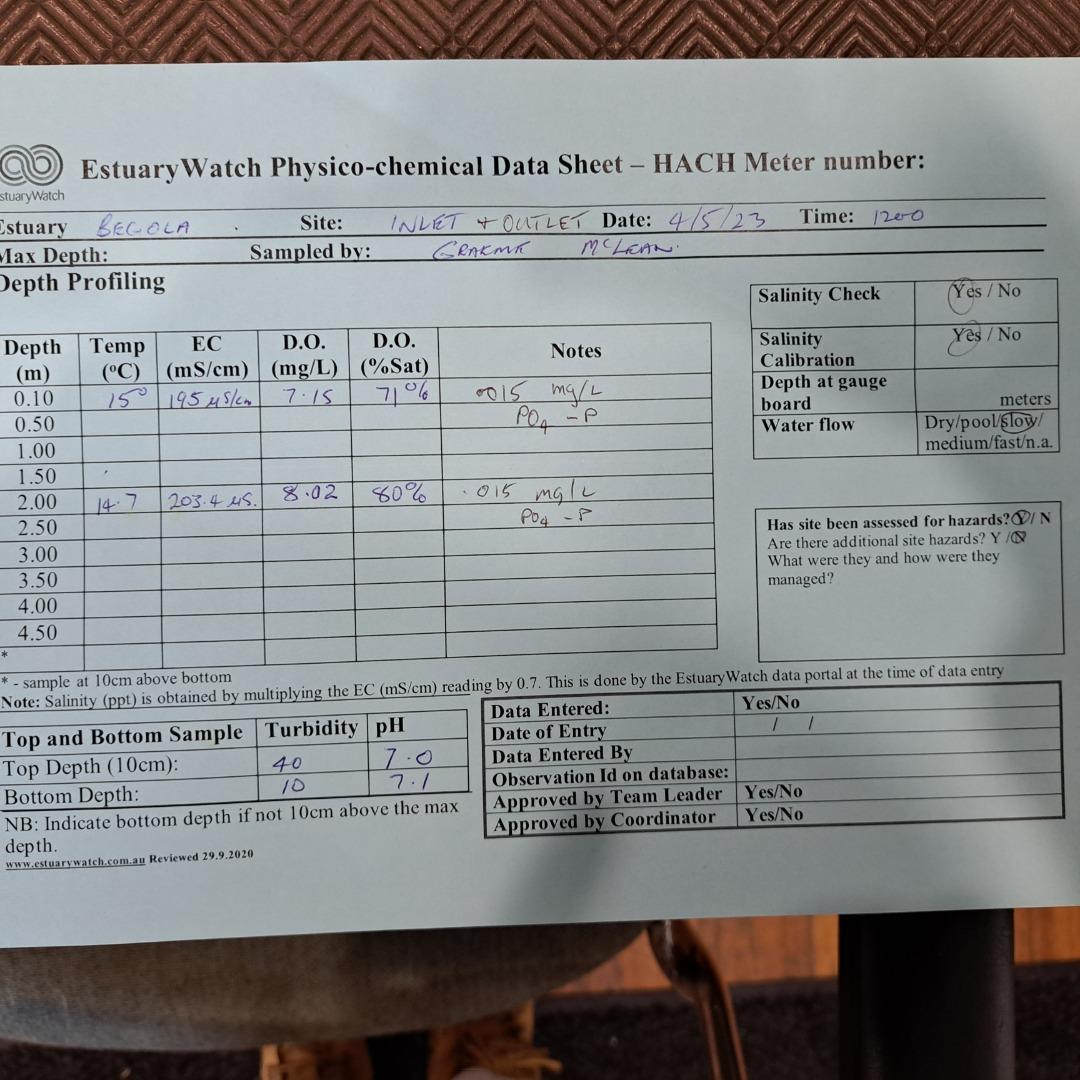 EstuaryWatch Physico-chemical Data Sheet – HACH Meter number:
stuaryWatch
Estuary BEGOLA . Site: INLET + OUTLET Date: 4/5/23 Time: 1200
Max Depth: Sampled by: GRAEME McLEAN.
Depth Profiling
Depth (m) Temp (°C) EC (mS/cm) D.O. (mg/L) D.O. (%Sat) Notes
0.10 15° 195 µS/cm 7.15 71% .015 mg/L
0.50 PO4 - P
1.00
1.50
2.00 14.7 203.4 µS. 8.02 80% .015 mg/L
2.50 PO4 - P
3.00
3.50
4.00
4.50
*
Salinity Check Yes / No
Salinity Calibration Yes / No
Depth at gauge board meters
Water flow Dry/pool/slow/
medium/fast/n.a.
Has site been assessed for hazards? Y/ N
Are there additional site hazards? Y /N
What were they and how were they
managed?
* - sample at 10cm above bottom
Note: Salinity (ppt) is obtained by multiplying the EC (mS/cm) reading by 0.7. This is done by the EstuaryWatch data portal at the time of data entry
Top and Bottom Sample Turbidity pH
Top Depth (10cm): 40 7.0
Bottom Depth: 10 7.1
NB: Indicate bottom depth if not 10cm above the max
depth.
www.estuarywatch.com.au Reviewed 29.9.2020
Data Entered: Yes/No
Date of Entry / /
Data Entered By
Observation Id on database:
Approved by Team Leader Yes/No
Approved by Coordinator Yes/No